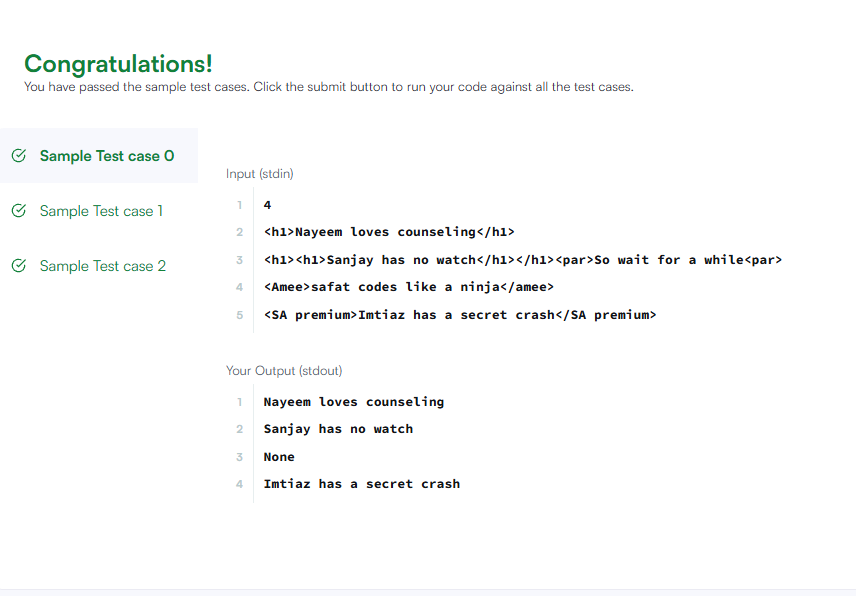 Congratulations!
You have passed the sample test cases. Click the submit button to run your code against all the test cases.
Sample Test case 0
Sample Test case 1
Sample Test case 2
Input (stdin)
1 4
2 <h1>Nayeem loves counseling</h1>
3 <h1><h1>Sanjay has no watch</h1></h1><par>So wait for a while<par>
4 <Amee>safat codes like a ninja</amee>
5 <SA premium>Imtiaz has a secret crash</SA premium>
Your Output (stdout)
1 Nayeem loves counseling
2 Sanjay has no watch
3 None
4 Imtiaz has a secret crash